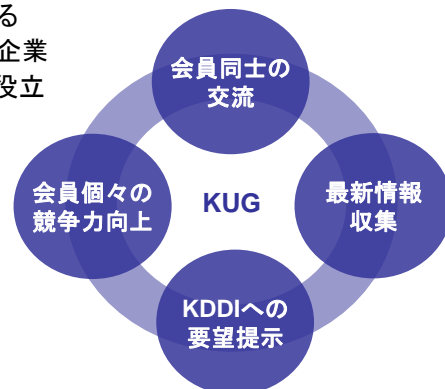 る
企業
役立
会員同士の
交流
会員個々の
競争力向上
KUG
最新情報
収集
KDDIへの
要望提示